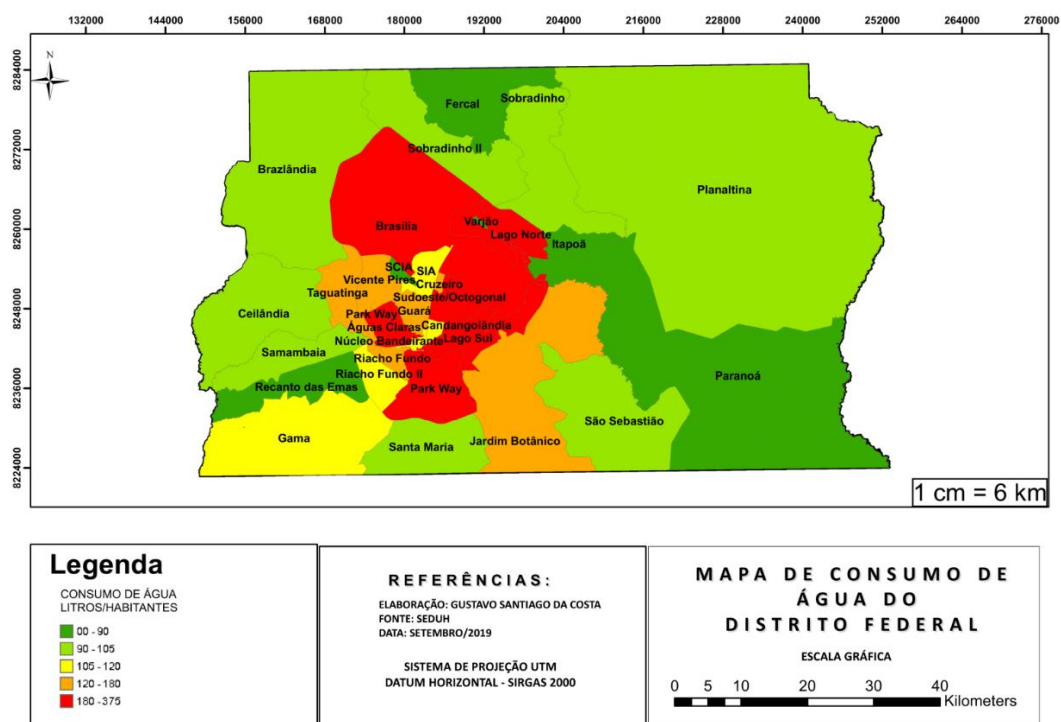 132000 144000 156000 168000 180000 192000 204000 216000 228000 240000 252000 264000 276000
N
8284000
8272000
8260000
8248000
8236000
8224000
Fercal
Sobradinho
Sobradinho II
Brazlândia
Planaltina
Varjão
Brasília
Lago Norte
Itapoã
SCIA
SIA
Vicente Pires
Cruzeiro
Taguatinga
Sudoeste/Octogonal
Guará
Ceilândia
Park Way
Águas Claras
Candangolândia
Núcleo Bandeirante
Lago Sul
Samambaia
Riacho Fundo
Riacho Fundo II
Recanto das Emas
Park Way
Paranoá
Gama
Santa Maria
Jardim Botânico
São Sebastião
1 cm = 6 km
Legenda
CONSUMO DE ÁGUA
LITROS/HABITANTES
00 - 90
90 - 105
105 - 120
120 - 180
180 - 375
REFERÊNCIAS:
ELABORAÇÃO: GUSTAVO SANTIAGO DA COSTA
FONTE: SEDUH
DATA: SETEMBRO/2019
SISTEMA DE PROJEÇÃO UTM
DATUM HORIZONTAL - SIRGAS 2000
MAPA DE CONSUMO DE
ÁGUA DO
DISTRITO FEDERAL
ESCALA GRÁFICA
0 5 10 20 30 40
Kilometers